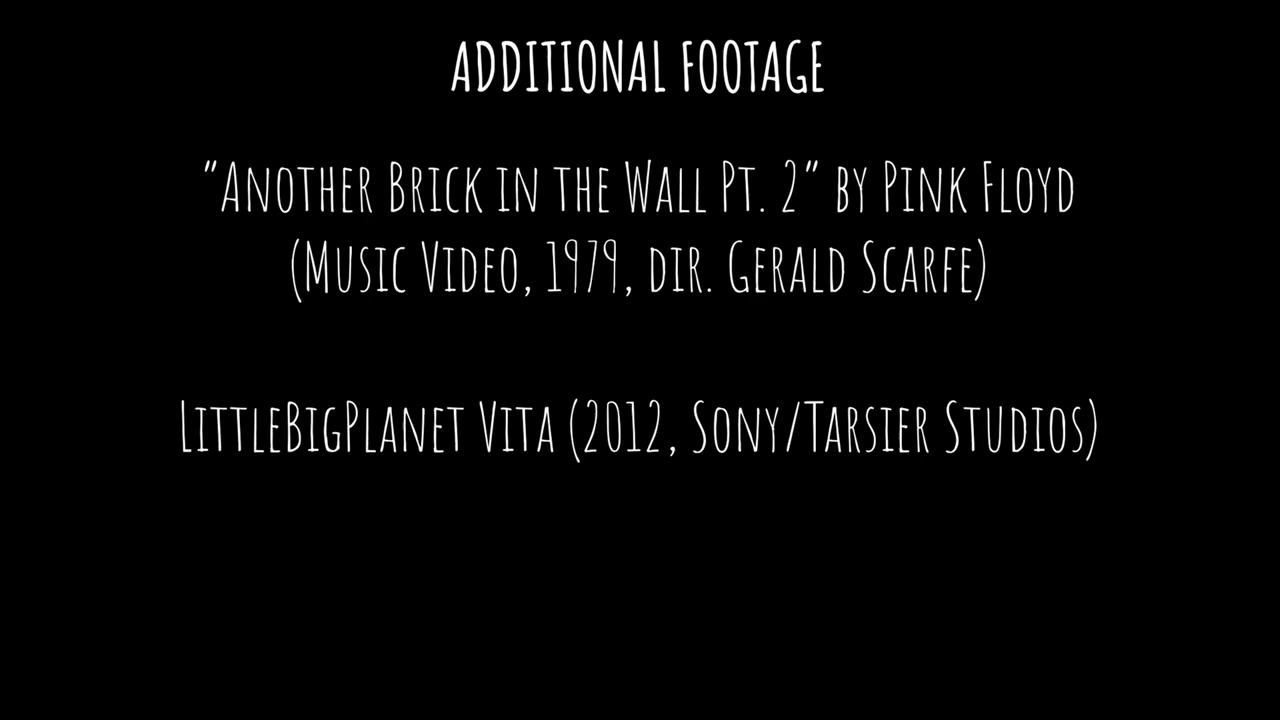 ADDITIONAL FOOTAGE
"ANOTHER BRICK IN THE WALL PT. 2" BY PINK FLOYD
(MUSIC VIDEO, 1979, DIR. GERALD SCARFE)
LITTLEBIGPLANET VITA (2012, SONY/TARSIER STUDIOS)